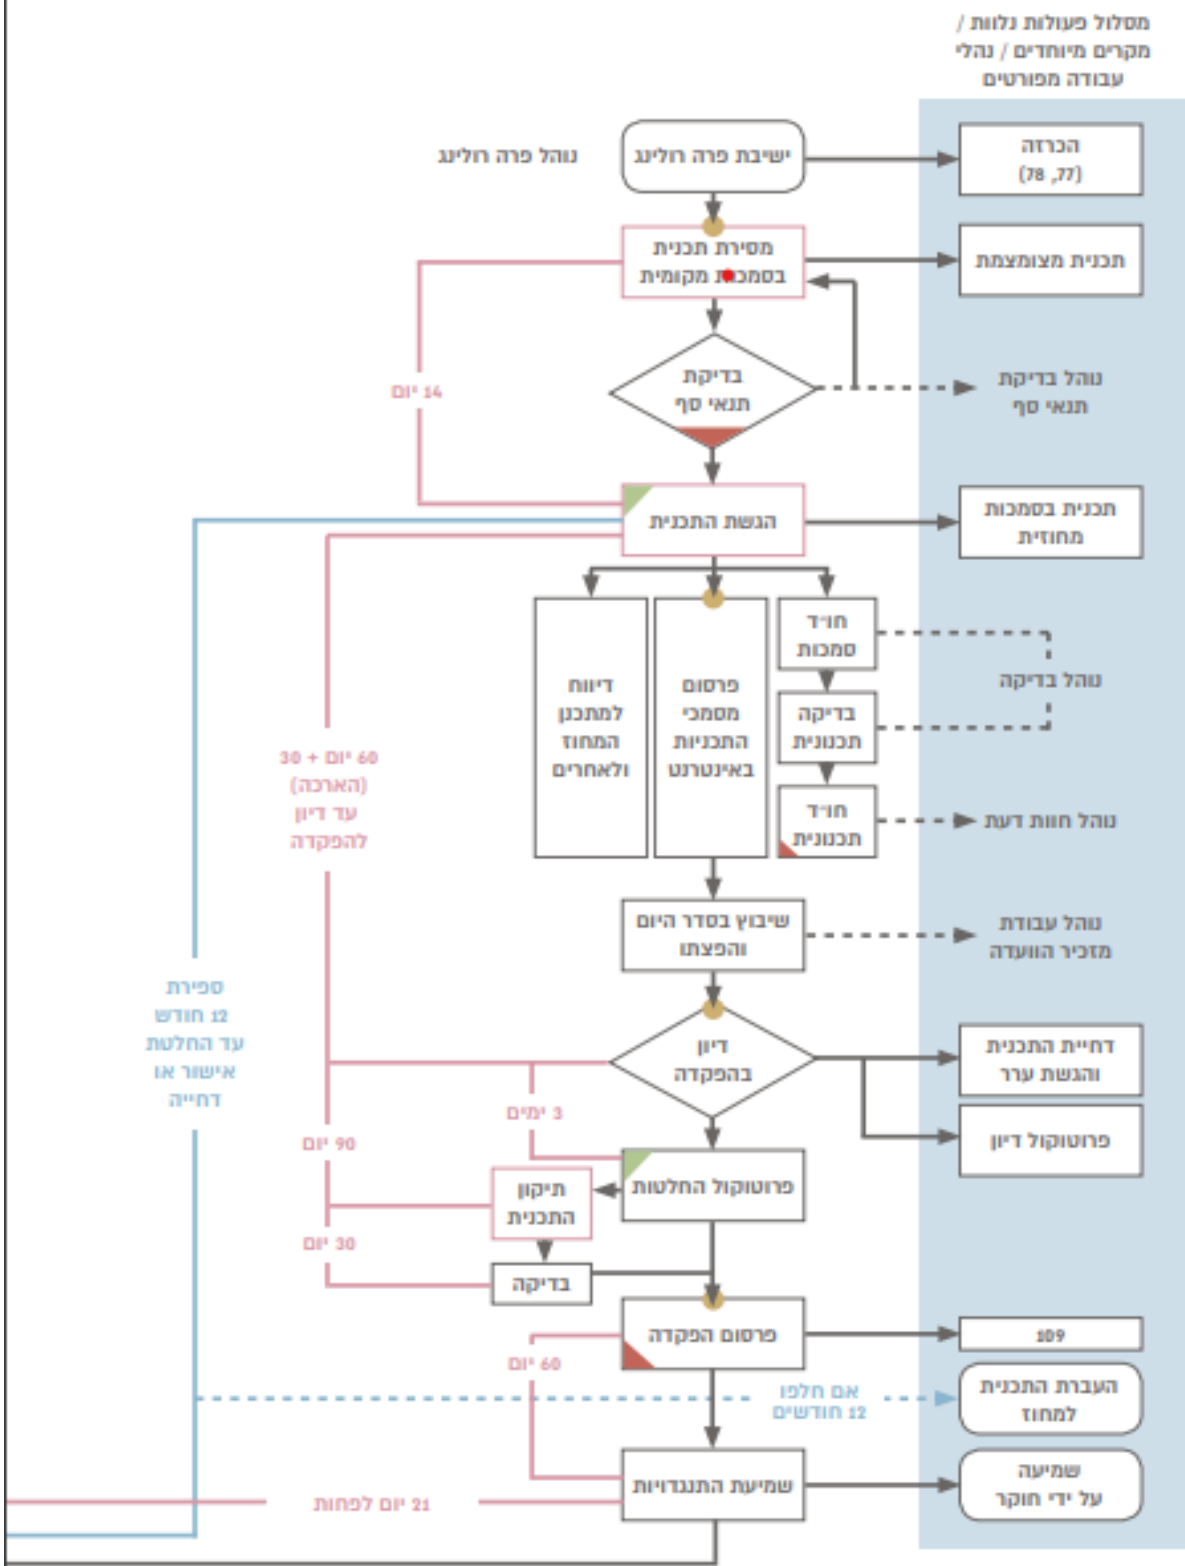 מסלול פעולות נלוות /
מקרים מיוחדים / נהלי
עבודה מפורטים
נוהל פרה רולינג
ישיבת פרה רולינג
הכרזה
(77, 78)
מסירת תכנית
בסמכות מקומית
תכנית מצומצמת
14 יום
בדיקת
תנאי סף
נוהל בדיקת
תנאי סף
הגשת התכנית
תכנית בסמכות
מחוזית
חו״ד
סמכות
בדיקה
תכנונית
חו״ד
תכנונית
נוהל בדיקה
נוהל חוות דעת
פרסום
מסמכי
התכניות
באינטרנט
דיווח
למתכנן
המחוז
ולאחרים
60 יום + 30
(הארכה)
עד דיון
להפקדה
שיבוץ בסדר היום
והפצתו
נוהל עבודת
מזכיר הוועדה
ספירת
12 חודש
עד החלטת
אישור או
דחייה
דיון
בהפקדה
דחיית התכנית
והגשת ערר
פרוטוקול דיון
3 ימים
90 יום
פרוטוקול החלטות
תיקון
התכנית
30 יום
בדיקה
פרסום הפקדה
109
60 יום
אם חלפו
12 חודשים
העברת התכנית
למחוז
שמיעת התנגדויות
שמיעה
על ידי חוקר
21 יום לפחות